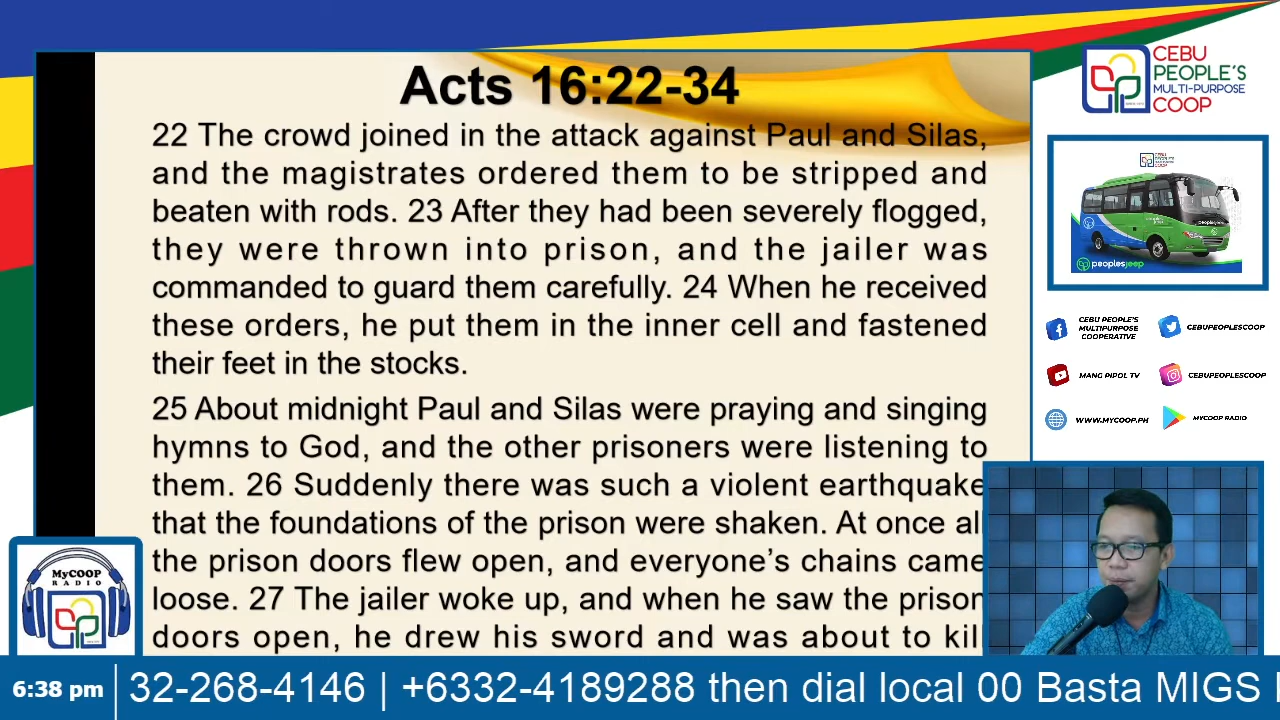 Acts 16:22-34
22 The crowd joined in the attack against Paul and Silas,
and the magistrates ordered them to be stripped and
beaten with rods. 23 After they had been severely flogged,
they were thrown into prison, and the jailer was
commanded to guard them carefully. 24 When he received
these orders, he put them in the inner cell and fastened
their feet in the stocks.
25 About midnight Paul and Silas were praying and singing
hymns to God, and the other prisoners were listening to
them. 26 Suddenly there was such a violent earthquake
that the foundations of the prison were shaken. At once al
the prison doors flew open, and everyone's chains came
loose. 27 The jailer woke up, and when he saw the prison
doors open, he drew his sword and was about to kil
CEBU
PEOPLE'S
MULTI-PURPOSE
COOP
peoplesjeep
CEBU PEOPLE'S
MULTIPURPOSE
COOPERATIVE
CEBUPEOPLESCOOP
MANG PIPOL TV
CEBUPEOPLESCOOP
WWW.MYCOOP.PH
MYCOOP RADIO
MyCOOP
RADIO
6:38 pm
32-268-4146 | +6332-4189288 then dial local 00 Basta MIGS